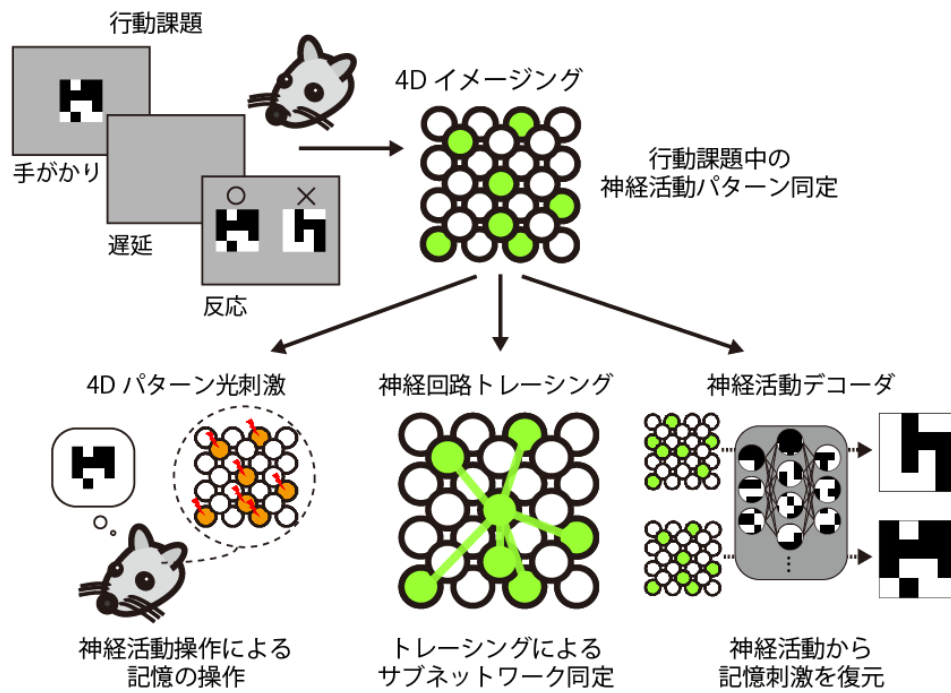 行動課題
手がかり
遅延
○ ×
反応
4D イメージング
行動課題中の
神経活動パターン同定
4D パターン光刺激
神経活動操作による
記憶の操作
神経回路トレーシング
トレーシングによる
サブネットワーク同定
神経活動デコーダ
⋮
神経活動から
記憶刺激を復元